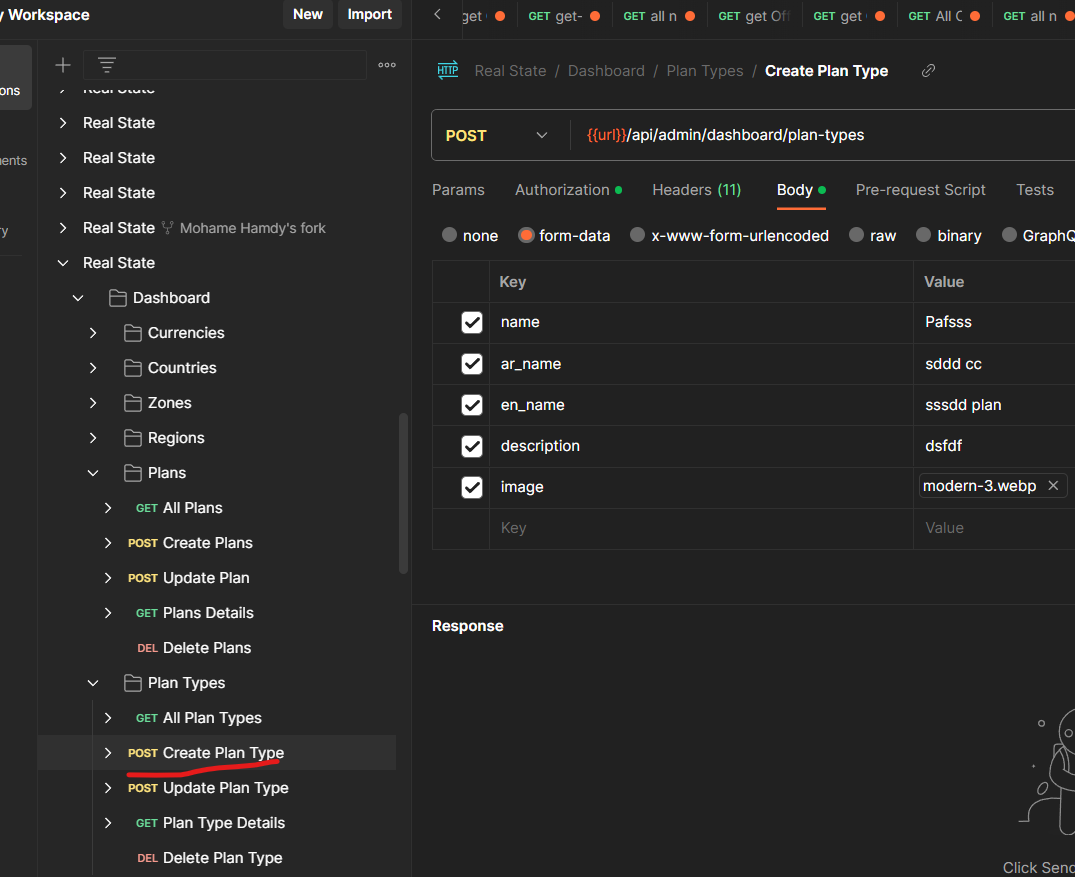 y Workspace
New
Import
ons
ments
ry
Real State
Real State
Real State
Real State
Real State Mohame Hamdy's fork
Real State
Dashboard
Currencies
Countries
Zones
Regions
Plans
GET All Plans
POST Create Plans
POST Update Plan
GET Plans Details
DEL Delete Plans
Plan Types
GET All Plan Types
POST Create Plan Type
POST Update Plan Type
GET Plan Type Details
DEL Delete Plan Type
get
GET get-
GET all n
GET get Off
GET get
GET All C
GET all n
HTTP Real State / Dashboard / Plan Types / Create Plan Type
POST {{url}}/api/admin/dashboard/plan-types
Params Authorization Headers (11) Body Pre-request Script Tests
none form-data x-www-form-urlencoded raw binary GraphQ
Key Value
name Pafsss
ar_name sddd cc
en_name sssdd plan
description dsfdf
image modern-3.webp
Key Value
Response
Click Send